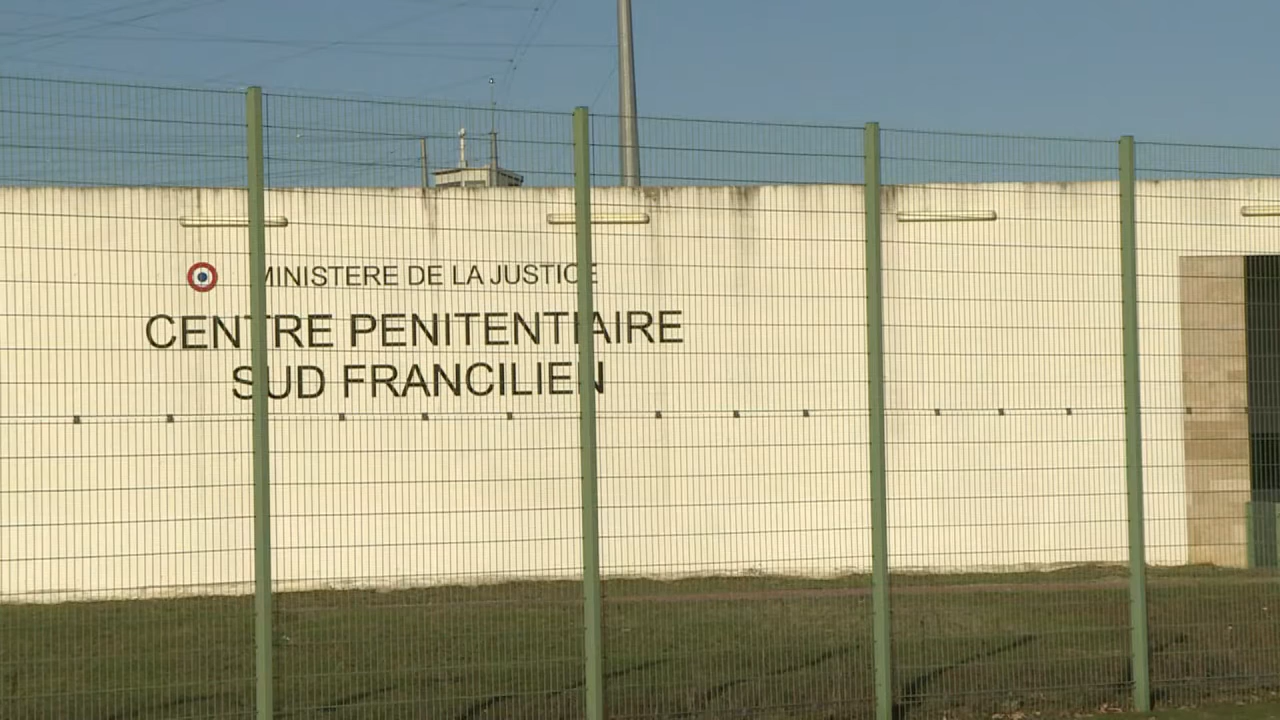 MINISTERE DE LA JUSTICE
CENTRE PENITENTIAIRE
SUD FRANCILIEN